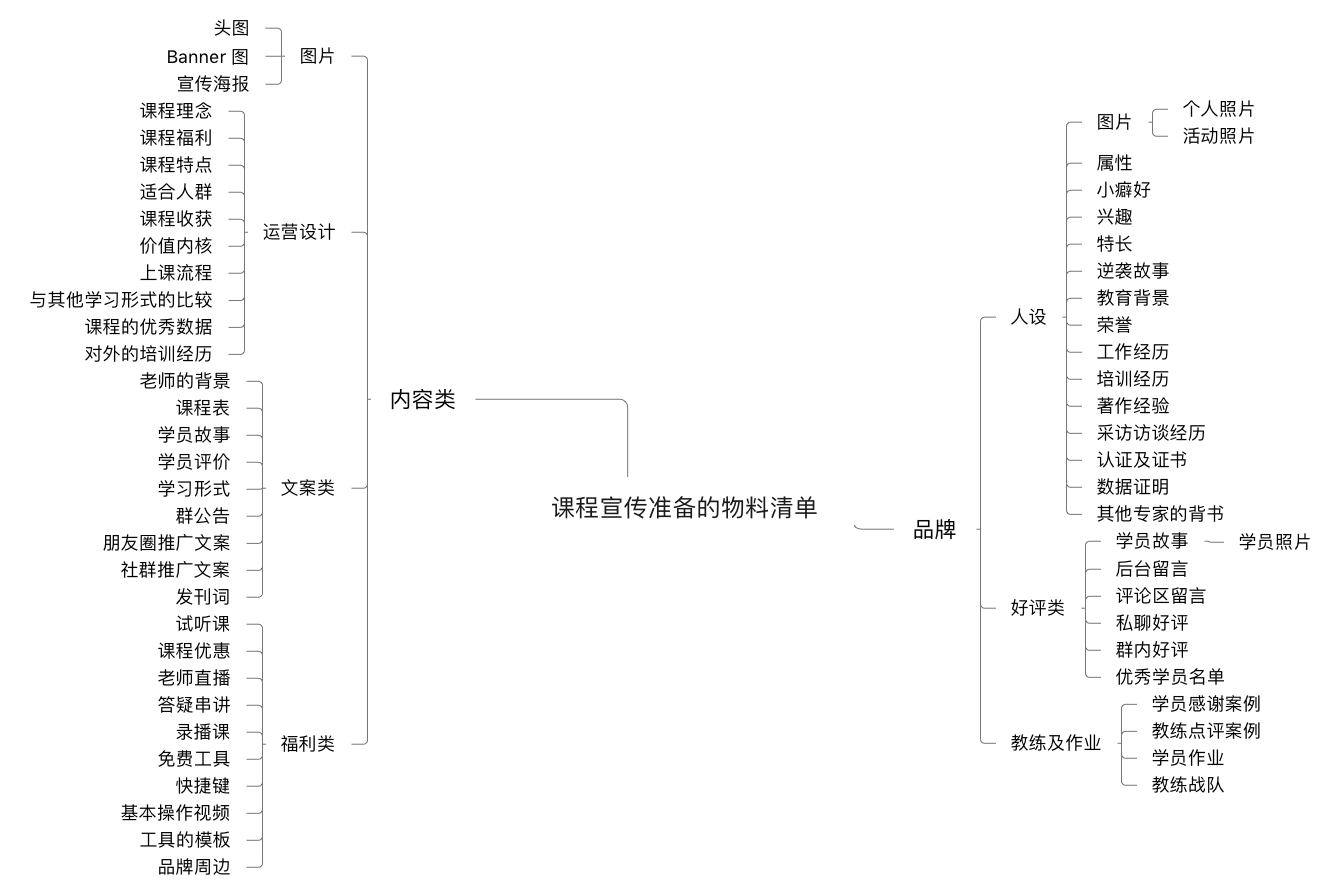 课程宣传准备的物料清单
内容类
图片
头图
Banner 图
宣传海报
运营设计
课程理念
课程福利
课程特点
适合人群
课程收获
价值内核
上课流程
与其他学习形式的比较
课程的优秀数据
对外的培训经历
文案类
老师的背景
课程表
学员故事
学员评价
学习形式
群公告
朋友圈推广文案
社群推广文案
发刊词
福利类
试听课
课程优惠
老师直播
答疑串讲
录播课
免费工具
快捷键
基本操作视频
工具的模板
品牌周边
品牌
人设
图片
个人照片
活动照片
属性
小癖好
兴趣
特长
逆袭故事
教育背景
荣誉
工作经历
培训经历
著作经验
采访访谈经历
认证及证书
数据证明
其他专家的背书
好评类
学员故事
学员照片
后台留言
评论区留言
私聊好评
群内好评
优秀学员名单
教练及作业
学员感谢案例
教练点评案例
学员作业
教练战队